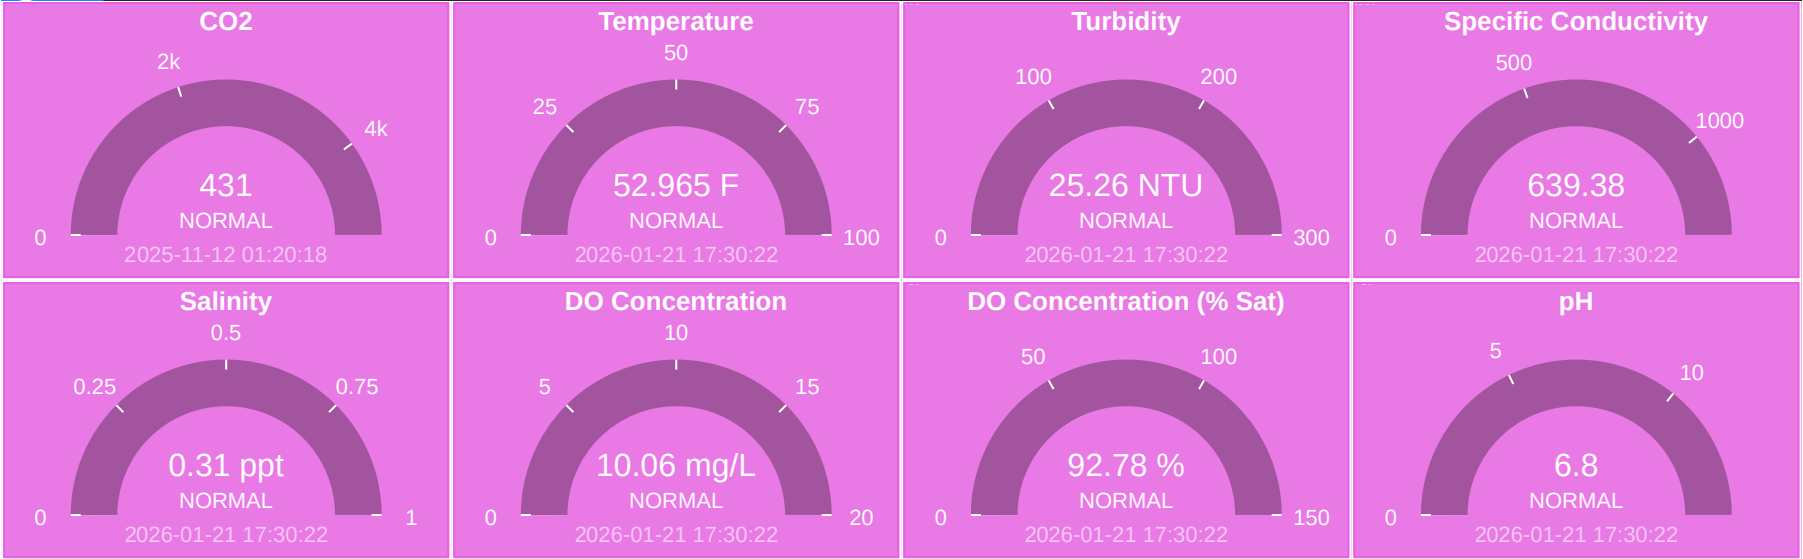 CO2
2k
4k
0
431
NORMAL
2025-11-12 01:20:18
Temperature
50
25
75
0
100
52.965 F
NORMAL
2026-01-21 17:30:22
Turbidity
100
200
0
300
25.26 NTU
NORMAL
2026-01-21 17:30:22
Specific Conductivity
500
1000
0
639.38
NORMAL
2026-01-21 17:30:22
Salinity
0.5
0.25
0.75
0
1
0.31 ppt
NORMAL
2026-01-21 17:30:22
DO Concentration
10
5
15
0
20
10.06 mg/L
NORMAL
2026-01-21 17:30:22
DO Concentration (% Sat)
50
100
0
150
92.78 %
NORMAL
2026-01-21 17:30:22
pH
5
10
0
6.8
NORMAL
2026-01-21 17:30:22